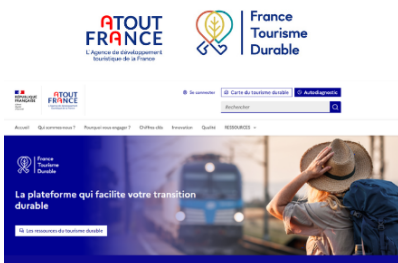 ATOUT
FRANCE
L'Agence de développement
touristique de la France
France
Tourisme
Durable
RÉPUBLIQUE
FRANÇAISE
ATOUT
FRANCE
Se connecter
Carte du tourisme durable
Autodiagnostic
Rechercher
Accueil
Qui sommes-nous ?
Pourquoi nous engager ?
Chiffres clés
Innovation
Qualité
RESSOURCES
France
Tourisme
Durable
La plateforme qui facilite votre transition
durable
Les ressources du tourisme durable